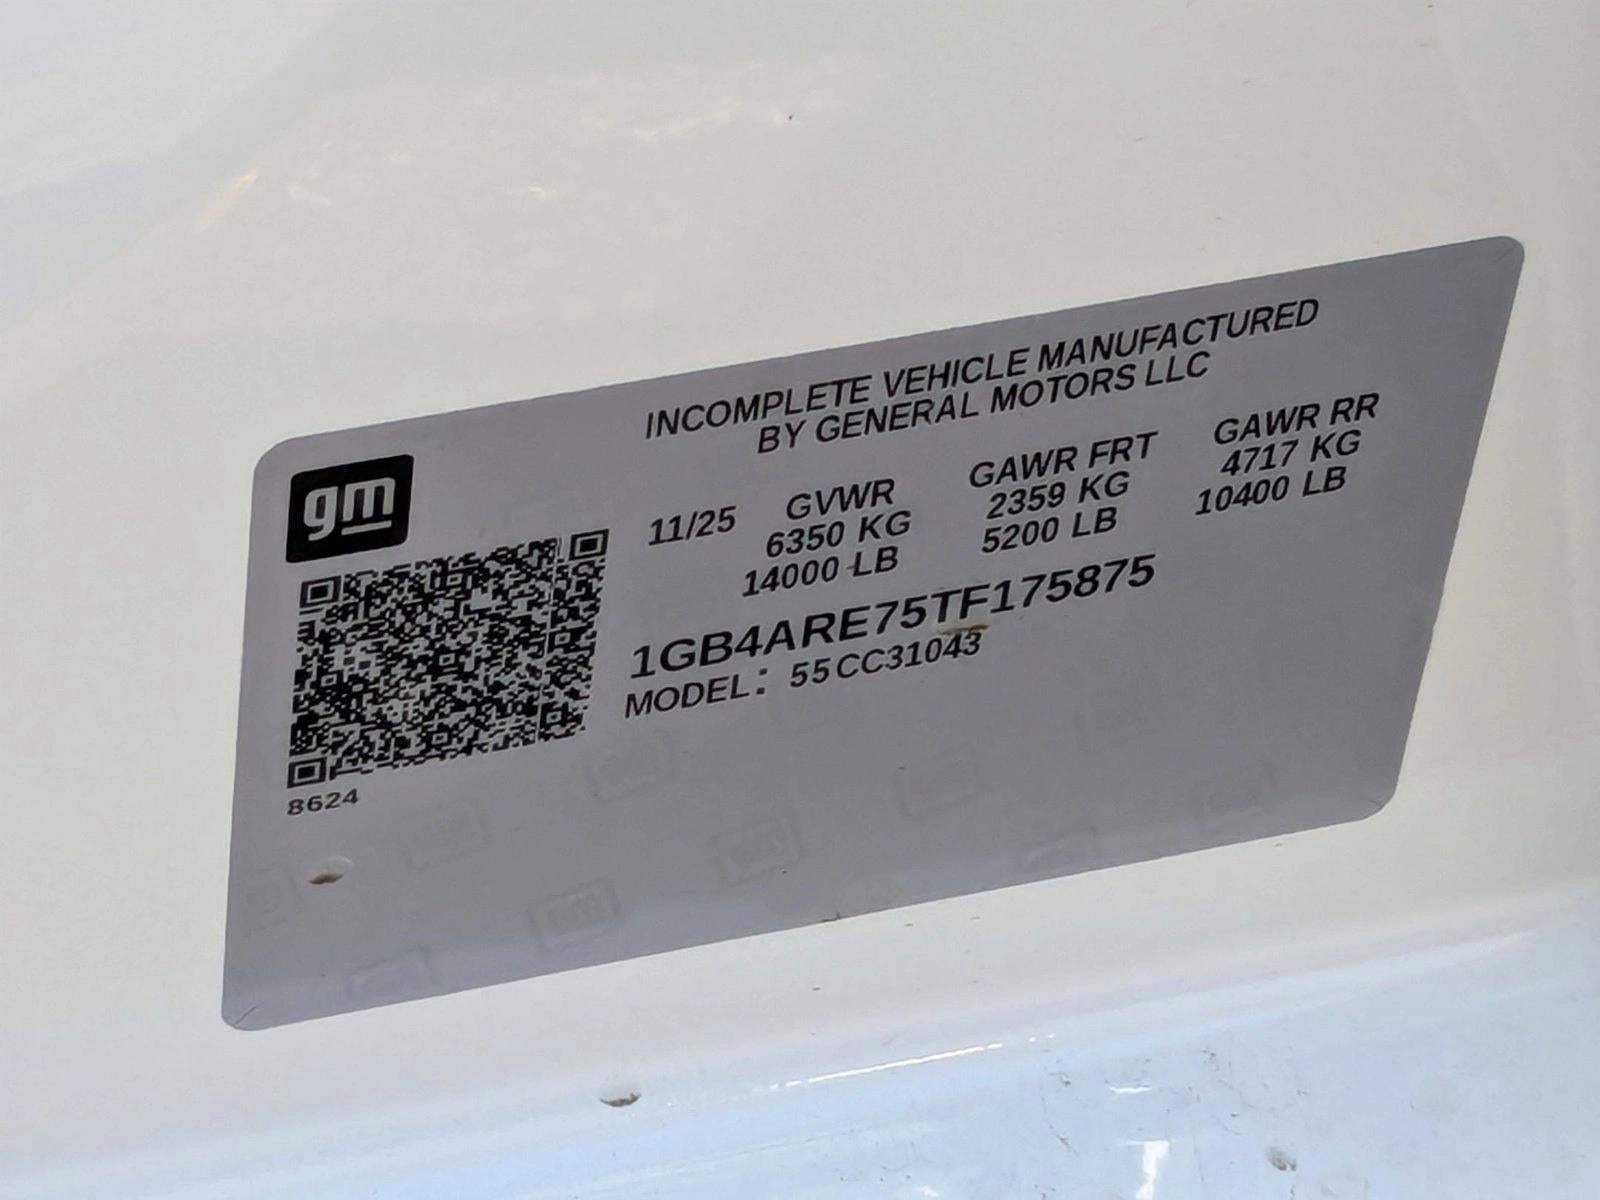 INCOMPLETE VEHICLE MANUFACTURED
BY GENERAL MOTORS LLC
gm
11/25
GVWR
6350 KG
14000 LB
GAWR FRT
2359 KG
5200 LB
GAWR RR
4717 KG
10400 LB
1GB4ARE75TF175875
MODEL: 55CC31043
8624